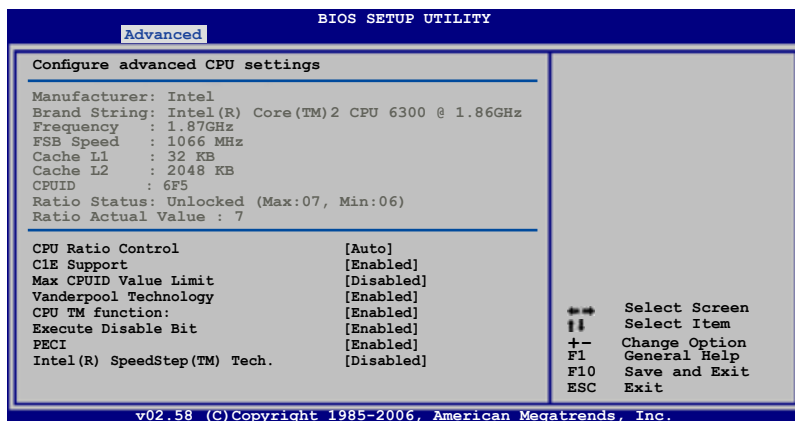 BIOS SETUP UTILITY
Advanced
Configure advanced CPU settings
Manufacturer: Intel
Brand String: Intel(R) Core(TM)2 CPU 6300 @ 1.86GHz
Frequency : 1.87GHz
FSB Speed : 1066 MHz
Cache L1 : 32 KB
Cache L2 : 2048 KB
CPUID : 6F5
Ratio Status: Unlocked (Max:07, Min:06)
Ratio Actual Value : 7
CPU Ratio Control [Auto]
C1E Support [Enabled]
Max CPUID Value Limit [Disabled]
Vanderpool Technology [Enabled]
CPU TM function: [Enabled]
Execute Disable Bit [Enabled]
PECI [Enabled]
Intel(R) SpeedStep(TM) Tech. [Disabled]
←→ Select Screen
↑↓ Select Item
+- Change Option
F1 General Help
F10 Save and Exit
ESC Exit
v02.58 (C)Copyright 1985-2006, American Megatrends, Inc.